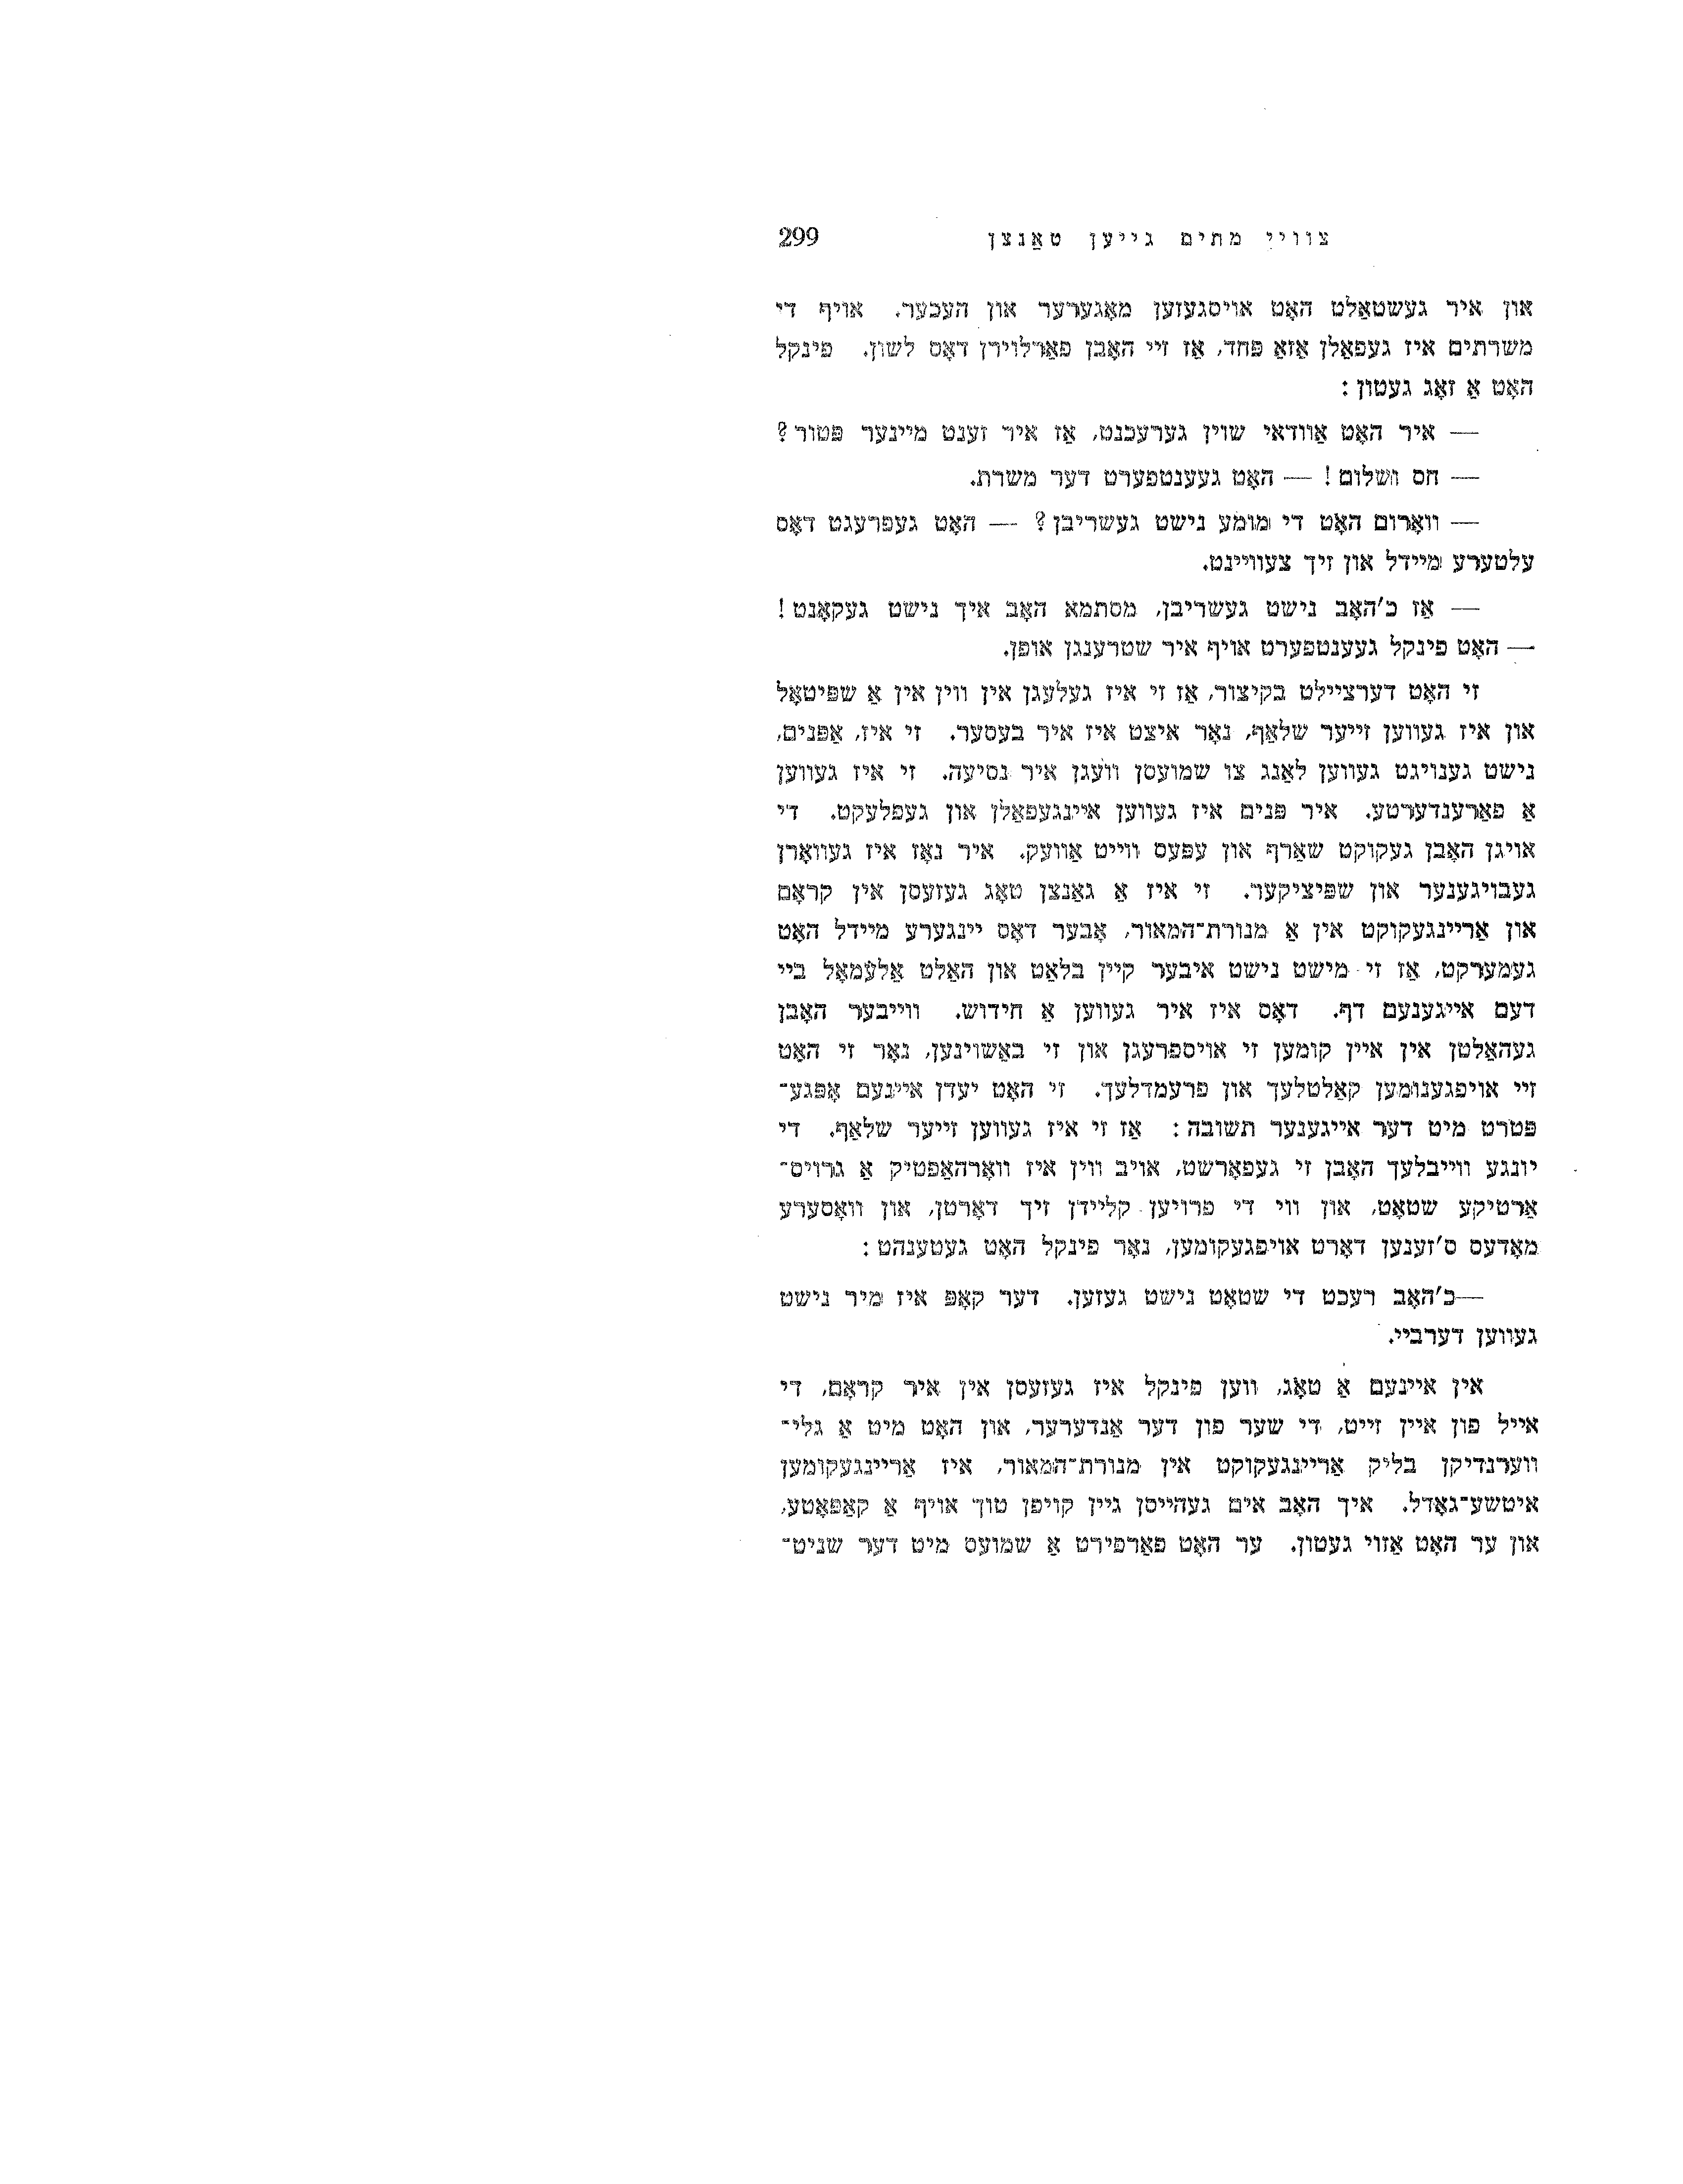 צוויי מתים גייען טאַנצן 299
און איר געשטאַלט האָט אויסגעזען מאָגערער און העכער. אויף די
משרתים איז געפאַלן אַזאַ פּחד, אַז זיי האָבן פאַרלוירן דאָס לשון. פינקל
האָט אַ זאָג געטון:
— איר האָט אַוודאי שוין גערעכנט, אַז איר זענט מיינער פּטור?
— חס ושלום! — האָט געענטפערט דער משרת.
— וואָרום האָט די מומע נישט געשריבן? — האָט געפרעגט דאָס
עלטערע מיידל און זיך צעוויינט.
— אַז כ'האָב נישט געשריבן, מסתמא האָב איך נישט געקאָנט!
— האָט פינקל געענטפערט אויף איר שטרענגן אופן.
זי האָט דערציילט בקיצור, אַז זי איז געלעגן אין ווין אין אַ שפּיטאָל
און איז געווען זייער שלאַף, נאָר איצט איז איר בעסער. זי איז, אַפּנים,
נישט גענויגט געווען לאַנג צו שמועסן וועגן איר נסיעה. זי איז געווען
אַ פאַרענדערטע. איר פּנים איז געווען איינגעפאַלן און געפלעקט. די
אויגן האָבן געקוקט שאַרף און עפּעס ווייט אַוועק. איר נאָז איז געוואָרן
געבויגענער און שפּיציקער. זי איז אַ גאַנצן טאָג געזעסן אין קראָם
און אַריינגעקוקט אין אַ מנורת־המאור, אָבער דאָס יינגערע מיידל האָט
געמערקט, אַז זי מישט נישט איבער קיין בלאַט און האַלט אַלעמאָל ביי
דעם אייגענעם דף. דאָס איז איר געווען אַ חידוש. ווייבער האָבן
געהאַלטן אין איין קומען זי אויספרעגן און זי באַשוינען, נאָר זי האָט
זיי אויפגענומען קאַלטלעך און פרעמדלעך. זי האָט יעדן איינעם אָפּגע־
פּטרט מיט דער אייגענער תשובה: אַז זי איז געווען זייער שלאַף. די
יונגע ווייבלעך האָבן זי געפאָרשט, אויב ווין איז וואָרהאַפטיק אַ גרויס־
אַרטיקע שטאָט, און ווי די פרויען קליידן זיך דאָרטן, און וואָסערע
מאָדעס ס'זענען דאָרט אויפגעקומען, נאָר פינקל האָט געטענהט:
—כ'האָב רעכט די שטאָט נישט געזען. דער קאָפּ איז מיר נישט
געווען דערביי.
אין איינעם אַ טאָג, ווען פינקל איז געזעסן אין איר קראָם, די
אייל פון איין זייט, די שער פון דער אַנדערער, און האָט מיט אַ גלי־
ווערנדיקן בליק אַריינגעקוקט אין מנורת־המאור, איז אַריינגעקומען
איטשע־גאָדל. איך האָב אים געהייסן גיין קויפן טוך אויף אַ קאַפּאָטע,
און ער האָט אַזוי געטון. ער האָט פאַרפירט אַ שמועס מיט דער שניט־